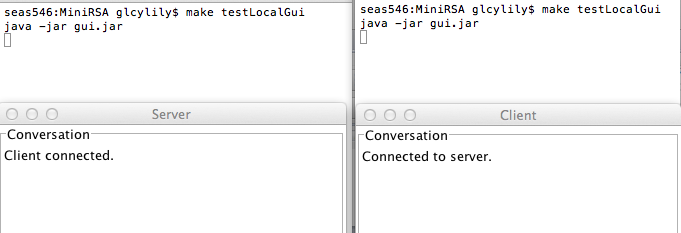 seas546:MiniRSA glcylily$ make testLocalGui
java -jar gui.jar
Server
Conversation
Client connected.
seas546:MiniRSA glcylily$ make testLocalGui
java -jar gui.jar
Client
Conversation
Connected to server.